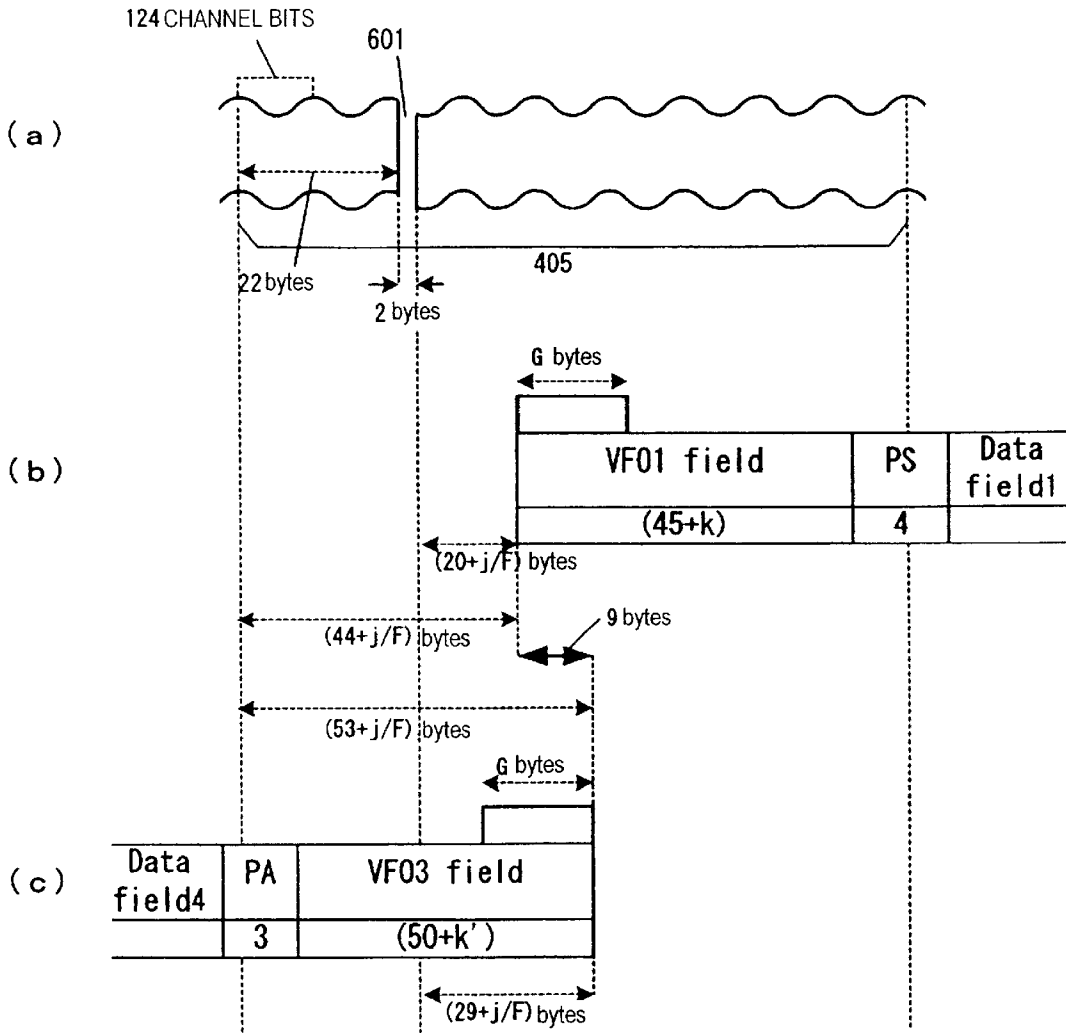 124 CHANNEL BITS
601
(a)
22 bytes
405
2 bytes
G bytes
(b)
VFO1 field
PS
Data
field1
(45+k)
4
(20+j/F) bytes
(44+j/F) bytes
9 bytes
(53+j/F) bytes
G bytes
(c)
Data
field4
PA
VFO3 field
3
(50+k')
(29+j/F) bytes